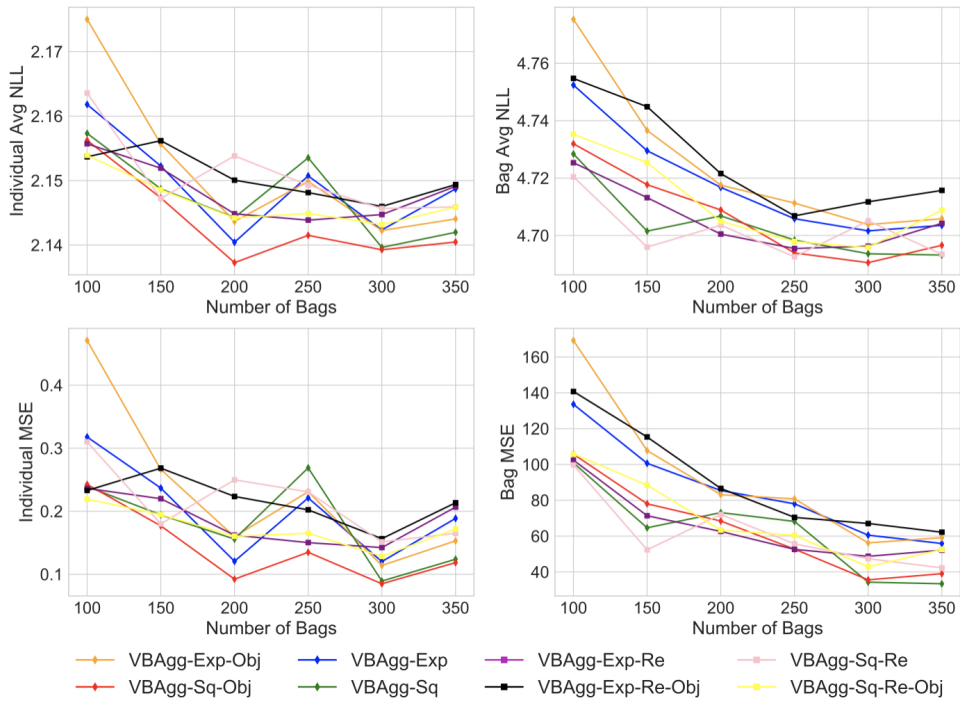 2.17
2.16
2.15
2.14
Individual Avg NLL
100 150 200 250 300 350
Number of Bags
4.76
4.74
4.72
4.70
Bag Avg NLL
100 150 200 250 300 350
Number of Bags
0.4
0.3
0.2
0.1
Individual MSE
100 150 200 250 300 350
Number of Bags
160
140
120
100
80
60
40
Bag MSE
100 150 200 250 300 350
Number of Bags
VBAgg-Exp-Obj VBAgg-Exp VBAgg-Exp-Re VBAgg-Sq-Re
VBAgg-Sq-Obj VBAgg-Sq VBAgg-Exp-Re-Obj VBAgg-Sq-Re-Obj